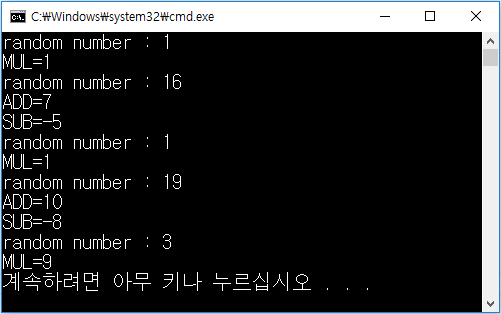 C:₩Windows₩system32₩cmd.exe
random number : 1
MUL=1
random number : 16
ADD=7
SUB=-5
random number : 1
MUL=1
random number : 19
ADD=10
SUB=-8
random number : 3
MUL=9
계속하려면 아무 키나 누르십시오 . . .